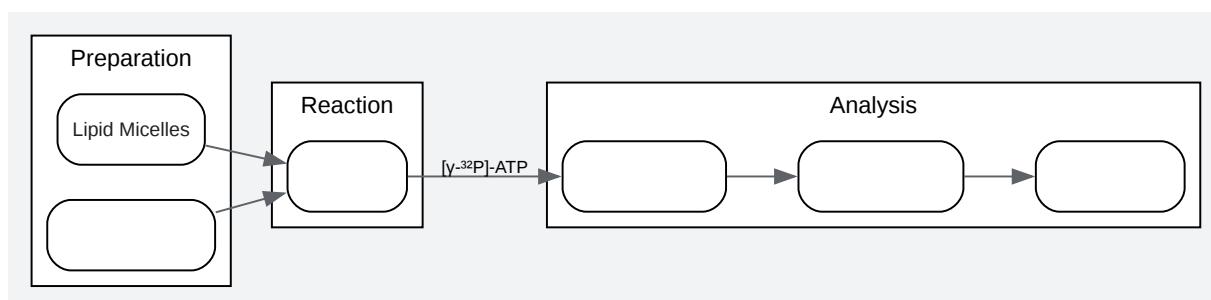 Preparation
Lipid Micelles
Reaction
[γ-³²P]-ATP
Analysis